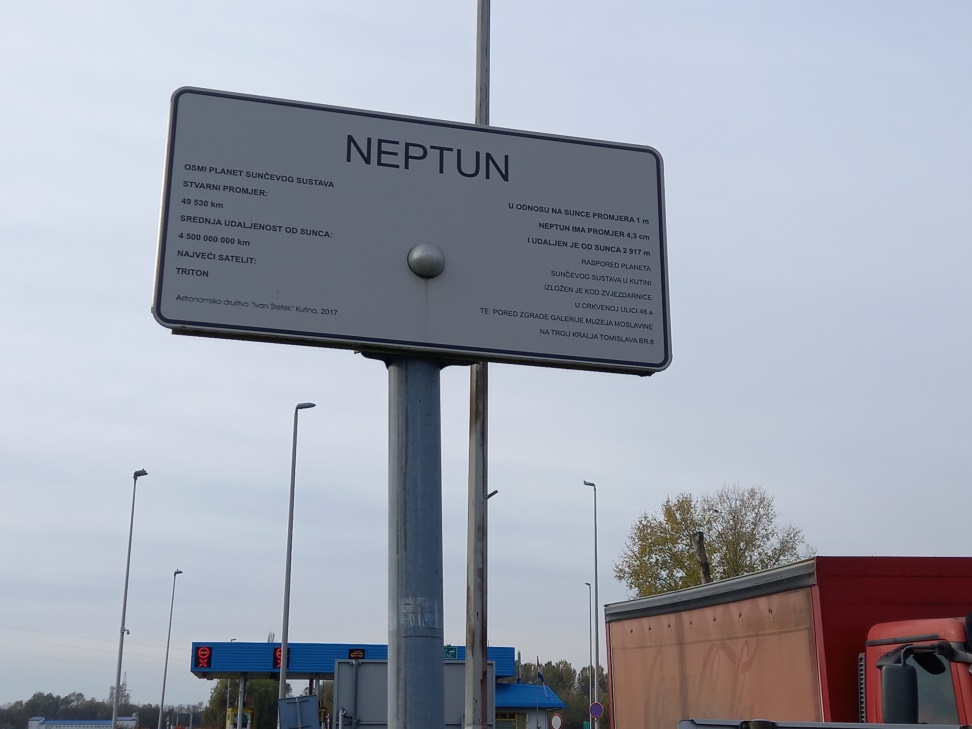 NEPTUN
OSMI PLANET SUNČEVOG SUSTAVA
STVARNI PROMJER:
49 530 km
SREDNJA UDALJENOST OD SUNCA:
4 500 000 000 km
NAJVEĆI SATELIT:
TRITON
Astronomsko društvo "Ivan Štefek" Kutina, 2017.
U ODNOSU NA SUNCE PROMJERA 1 m
NEPTUN IMA PROMJER 4,3 cm
I UDALJEN JE OD SUNCA 2 917 m
RASPORED PLANETA
SUNČEVOG SUSTAVA U KUTINI
IZLOŽEN JE KOD ZVJEZDARNICE
U CRKVENOJ ULICI 46 a
TE PORED ZGRADE GALERIJE MUZEJA MOSLAVINE
NA TRGU KRALJA TOMISLAVA BR.8